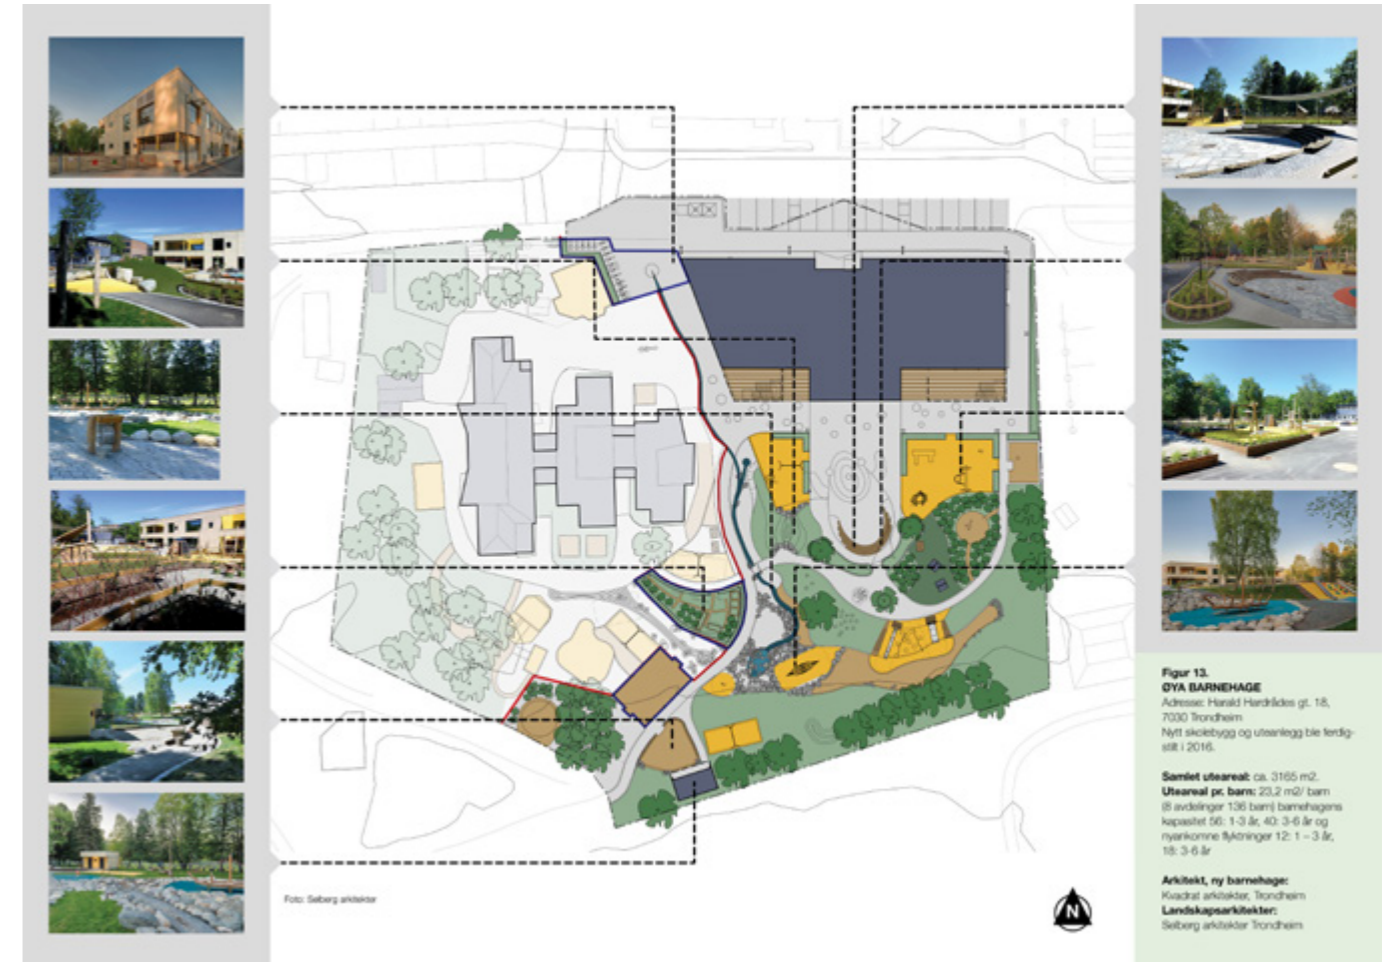 Figur 13.
ØYA BARNEHAGE
Adresse: Harald Hardrådes gt. 18,
7030 Trondheim
Nytt skolebygg og uteanlegg ble ferdig-
stilt i 2016.
Samlet uteareal: ca. 3165 m2.
Uteareal pr. barn: 23,2 m2/ barn
(8 avdelinger 136 barn) barnehagens
kapasitet 56: 1-3 år, 40: 3-6 år og
nyankomne flyktninger 12: 1 – 3 år,
18: 3-6 år
Arkitekt, ny barnehage:
Kvadrat arkitekter, Trondheim
Landskapsarkitekter:
Selberg arkitekter Trondheim
Foto: Selberg arkitekter
N